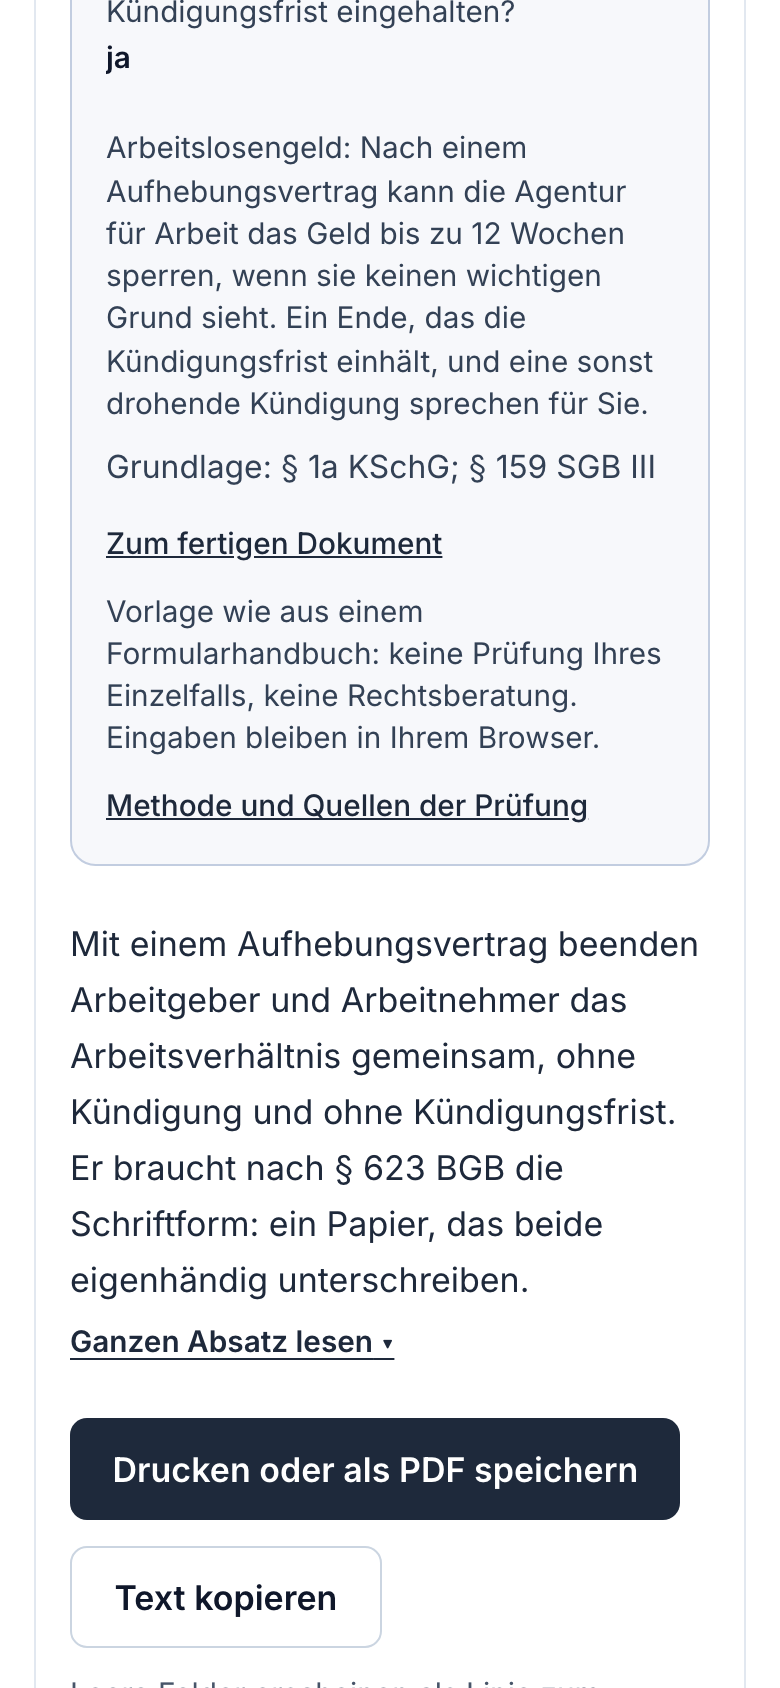 Kündigungsfrist eingehalten?
ja
Arbeitslosengeld: Nach einem
Aufhebungsvertrag kann die Agentur
für Arbeit das Geld bis zu 12 Wochen
sperren, wenn sie keinen wichtigen
Grund sieht. Ein Ende, das die
Kündigungsfrist einhält, und eine sonst
drohende Kündigung sprechen für Sie.
Grundlage: § 1a KSchG; § 159 SGB III
Zum fertigen Dokument
Vorlage wie aus einem
Formularhandbuch: keine Prüfung Ihres
Einzelfalls, keine Rechtsberatung.
Eingaben bleiben in Ihrem Browser.
Methode und Quellen der Prüfung
Mit einem Aufhebungsvertrag beenden
Arbeitgeber und Arbeitnehmer das
Arbeitsverhältnis gemeinsam, ohne
Kündigung und ohne Kündigungsfrist.
Er braucht nach § 623 BGB die
Schriftform: ein Papier, das beide
eigenhändig unterschreiben.
Ganzen Absatz lesen ▾
Drucken oder als PDF speichern
Text kopieren